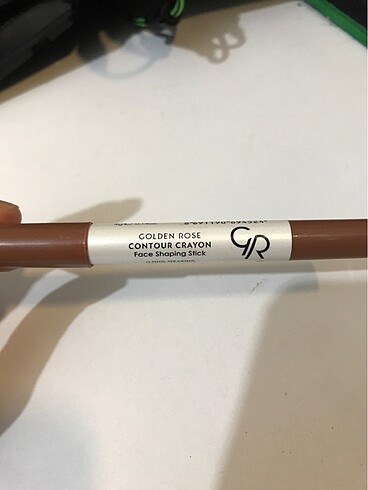 GOLDEN ROSE
CONTOUR CRAYON
Face Shaping Stick
GR